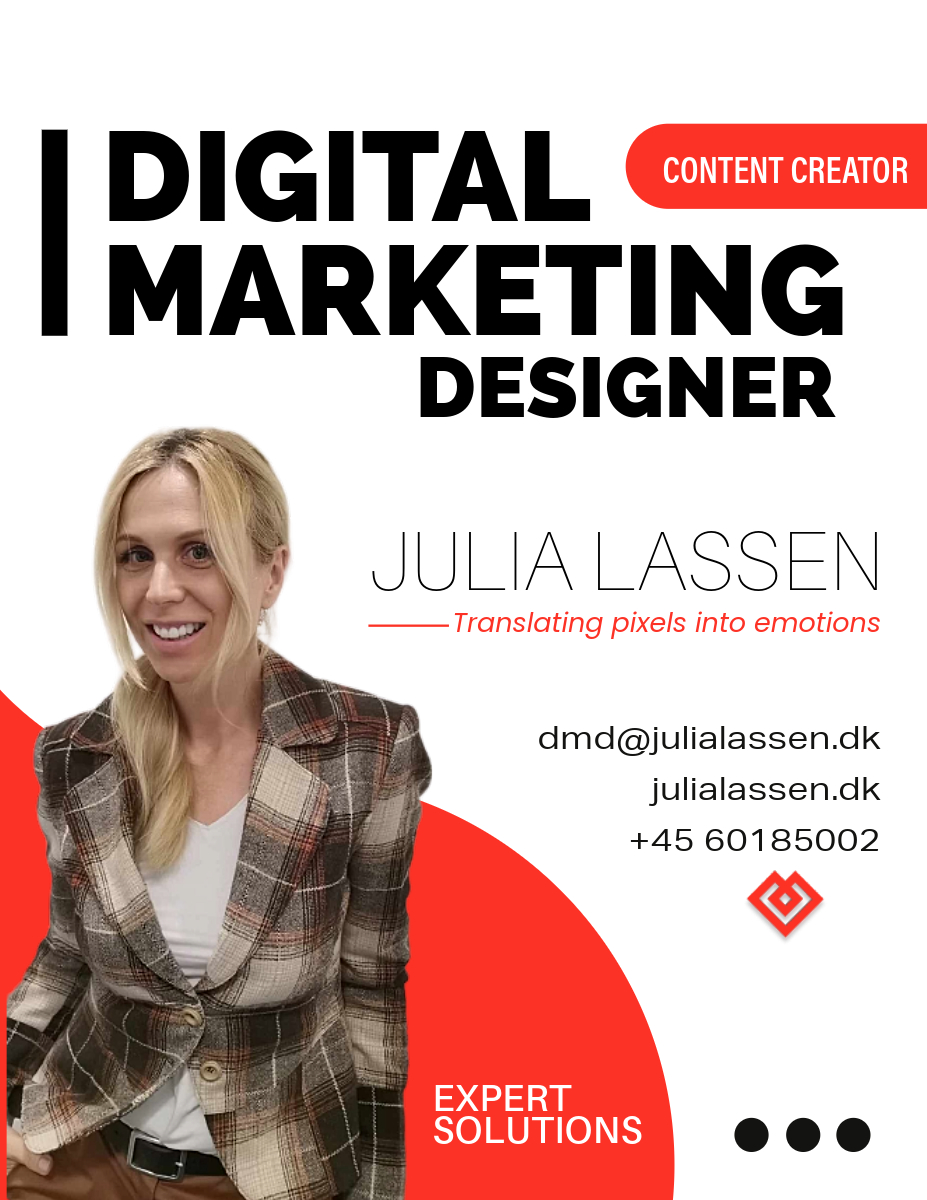 DIGITAL
CONTENT CREATOR
MARKETING
DESIGNER
JULIA LASSEN
Translating pixels into emotions
dmd@julialassen.dk
julialassen.dk
+45 60185002
EXPERT
SOLUTIONS